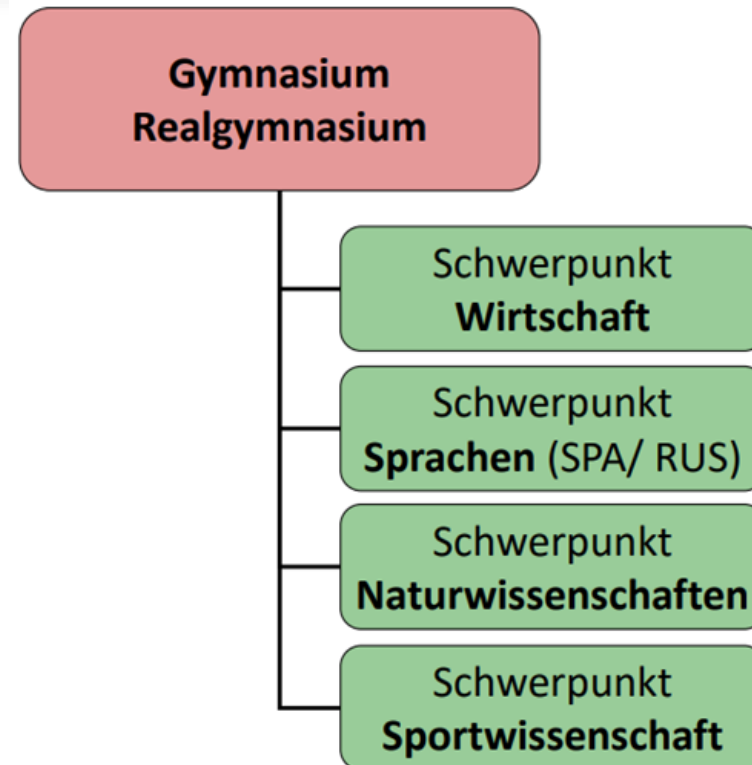 Gymnasium
Realgymnasium
Schwerpunkt
Wirtschaft
Schwerpunkt
Sprachen (SPA/ RUS)
Schwerpunkt
Naturwissenschaften
Schwerpunkt
Sportwissenschaft